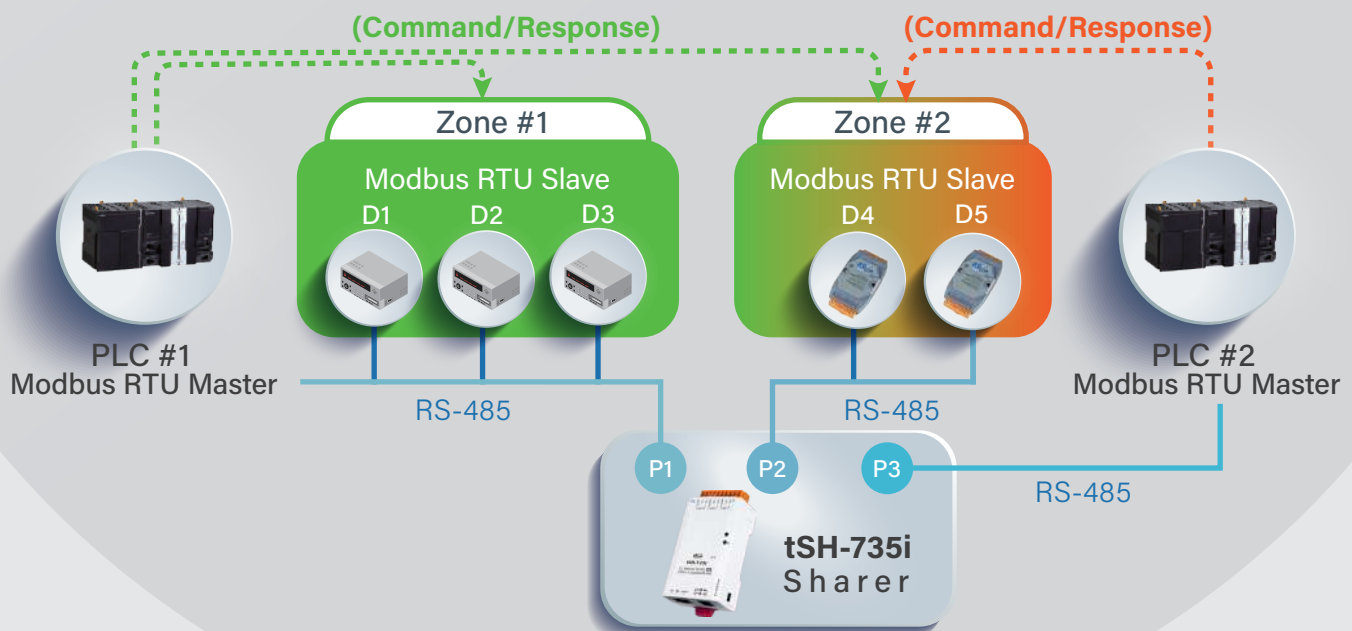 (Command/Response)
(Command/Response)
Zone #1
Zone #2
Modbus RTU Slave
D1 D2 D3
Modbus RTU Slave
D4 D5
PLC #1
Modbus RTU Master
PLC #2
Modbus RTU Master
RS-485
RS-485
P1
P2
P3
RS-485
tSH-735i
Sharer